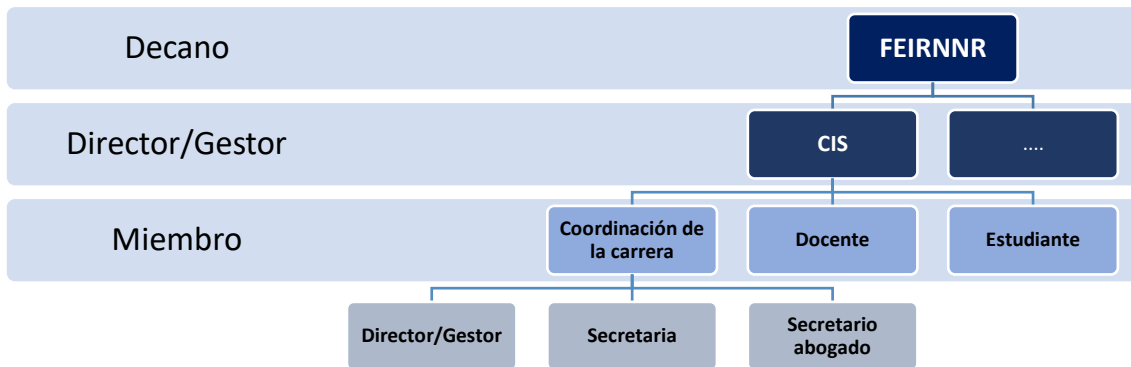 Decano
FEIRNNR
Director/Gestor
CIS
....
Miembro
Coordinación de
la carrera
Docente
Estudiante
Director/Gestor
Secretaria
Secretario
abogado